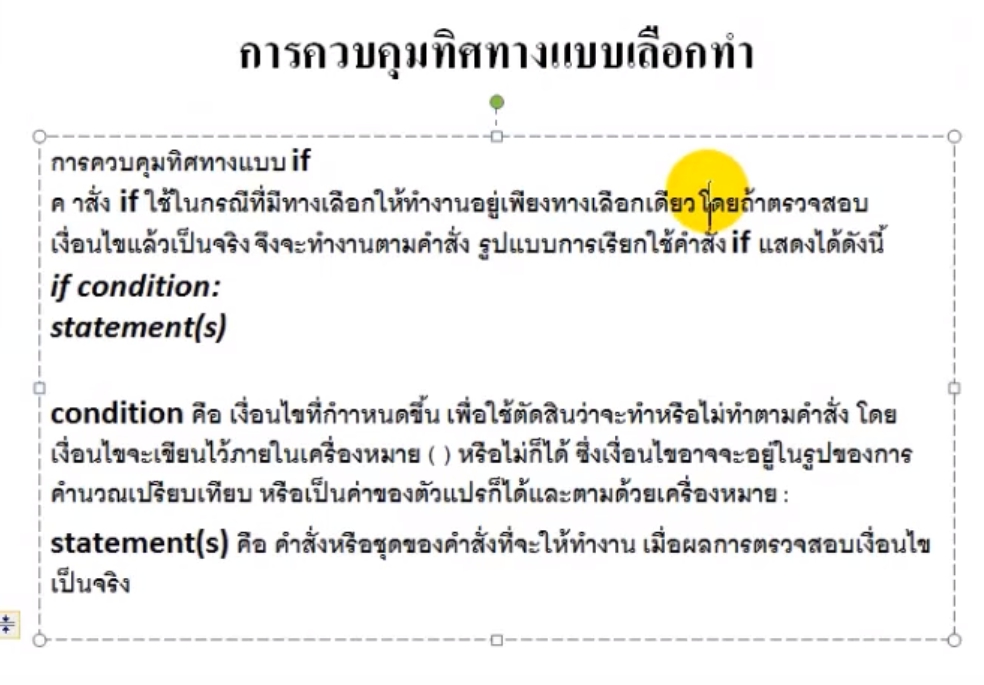 การควบคุมทิศทางแบบเลือกทำ
การควบคุมทิศทางแบบ if
ค าสั่ง if ใช้ในกรณีที่มีทางเลือกให้ทำงานอยู่เพียงทางเลือกเดียว โดยถ้าตรวจสอบ
เงื่อนไขแล้วเป็นจริง จึงจะทำงานตามคำสั่ง รูปแบบการเรียกใช้คำสั่ง if แสดงได้ดังนี้
if condition:
statement(s)
condition คือ เงื่อนไขที่กำาหนดขึ้น เพื่อใช้ตัดสินว่าจะทำหรือไม่ทำตามคำสั่ง โดย
เงื่อนไขจะเขียนไว้ภายในเครื่องหมาย ( ) หรือไม่ก็ได้ ซึ่งเงื่อนไขอาจจะอยู่ในรูปของการ
คำนวณเปรียบเทียบ หรือเป็นค่าของตัวแปรก็ได้และตามด้วยเครื่องหมาย :
statement(s) คือ คำสั่งหรือชุดของคำสั่งที่จะให้ทำงาน เมื่อผลการตรวจสอบเงื่อนไข
เป็นจริง